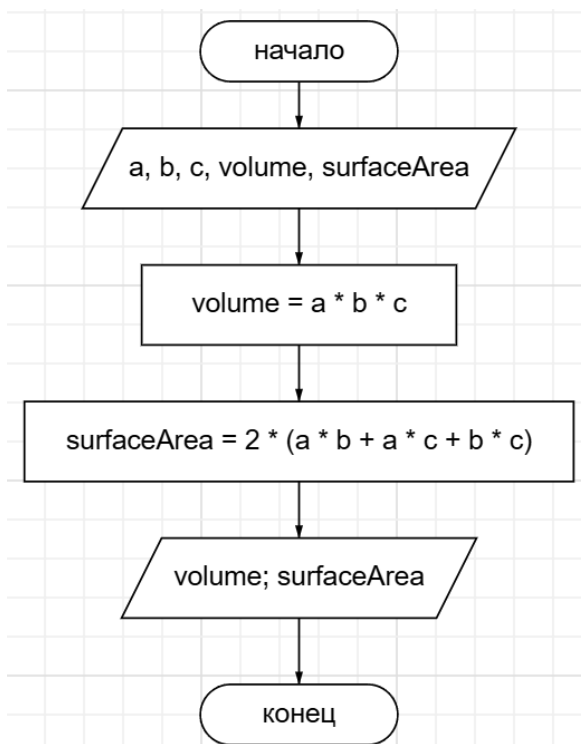 начало
a, b, c, volume, surfaceArea
volume = a * b * c
surfaceArea = 2 * (a * b + a * c + b * c)
volume; surfaceArea
конец